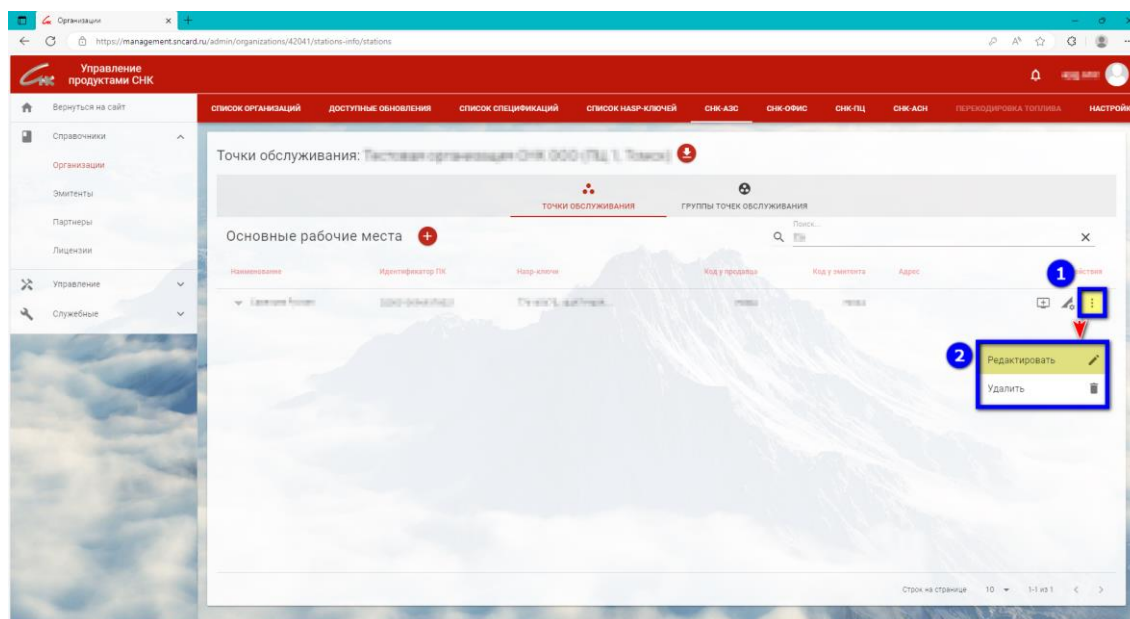 Организации
https://management.sncard.ru/admin/organizations/42041/stations-info/stations
СНК
Управление
продуктами СНК
Вернуться на сайт
СПИСОК ОРГАНИЗАЦИЙ
ДОСТУПНЫЕ ОБНОВЛЕНИЯ
СПИСОК СПЕЦИФИКАЦИЙ
СПИСОК HASP-КЛЮЧЕЙ
СНК-АЗС
СНК-ОФИС
СНК-ПЦ
СНК-АСН
ПЕРЕКОДИРОВКА ТОПЛИВА
НАСТРОЙК
Справочники
Организации
Эмитенты
Партнеры
Лицензии
Управление
Служебные
Точки обслуживания:
ТОЧКИ ОБСЛУЖИВАНИЯ
ГРУППЫ ТОЧЕК ОБСЛУЖИВАНИЯ
Основные рабочие места
Поиск...
Наименование
Идентификатор ПК
Hasp-ключи
Код у продавца
Код у эмитента
Адрес
1
йствия
2
Редактировать
Удалить
Строк на странице
10
1-1 из 1